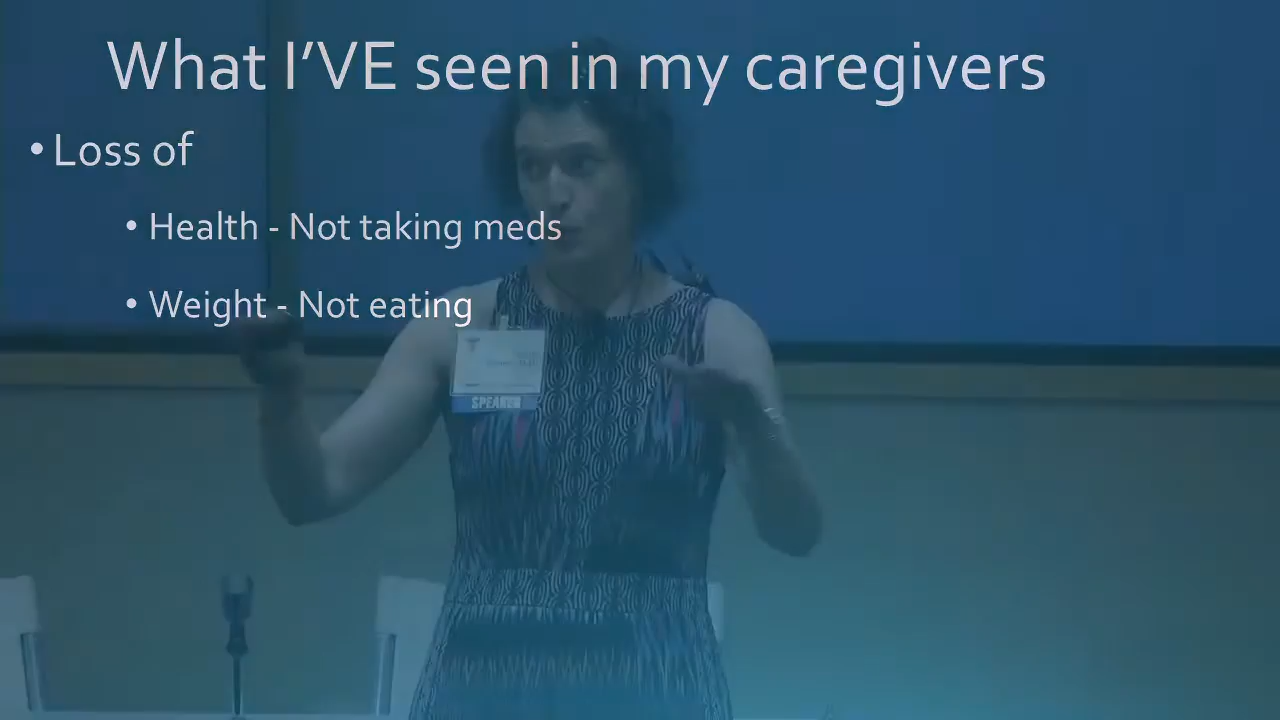 What I’VE seen in my caregivers
• Loss of
• Health - Not taking meds
• Weight - Not eating
SPEAKER